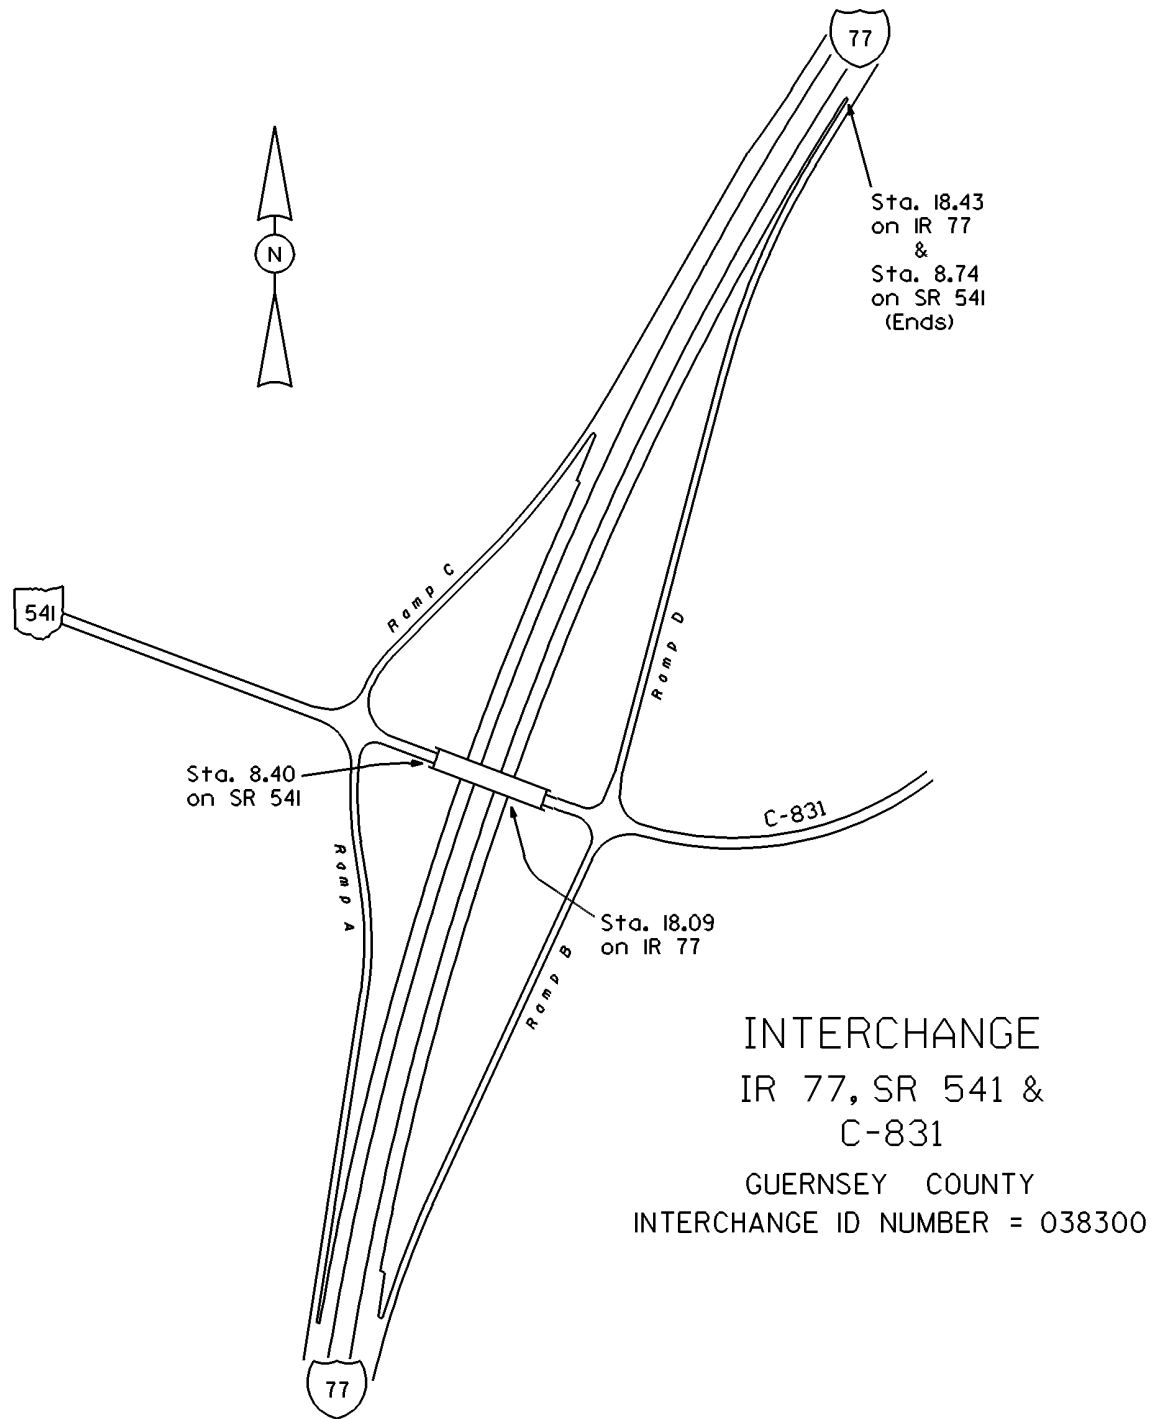 77
Sta. 18.43
on IR 77
&
Sta. 8.74
on SR 541
(Ends)
N
Ramp C
541
Ramp D
Sta. 8.40
on SR 541
C-831
Ramp A
Sta. 18.09
on IR 77
Ramp B
INTERCHANGE
IR 77, SR 541 &
C-831
GUERNSEY COUNTY
INTERCHANGE ID NUMBER = 038300
77